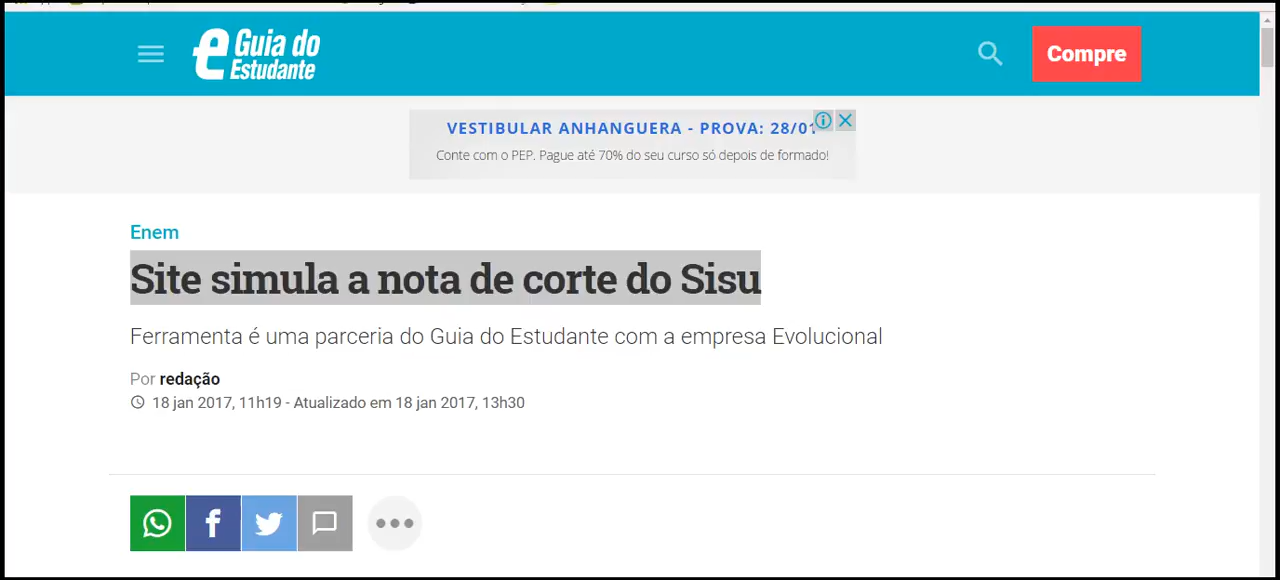 Guia do
Estudante
Compre
VESTIBULAR ANHANGUERA - PROVA: 28/01
Conte com o PEP. Pague até 70% do seu curso só depois de formado!
Enem
Site simula a nota de corte do Sisu
Ferramenta é uma parceria do Guia do Estudante com a empresa Evolucional
Por redação
18 jan 2017, 11h19 - Atualizado em 18 jan 2017, 13h30